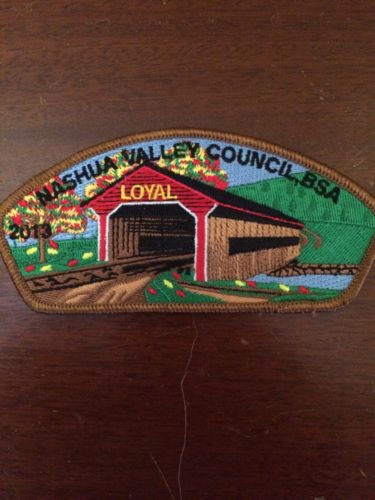 NASHUA VALLEY COUNCIL, BSA
2013
LOYAL